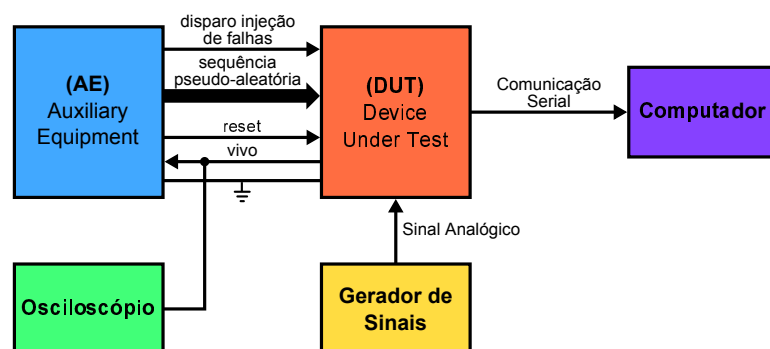 disparo injeção
de falhas
sequência
pseudo-aleatória
reset
vivo
(AE)
Auxiliary
Equipment
(DUT)
Device
Under Test
Comunicação
Serial
Computador
Sinal Analógico
Osciloscópio
Gerador de
Sinais